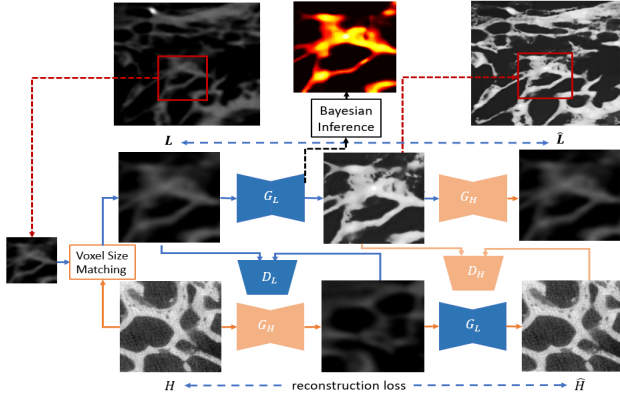 Bayesian
Inference
L
L̂
G_L
G_H
Voxel Size
Matching
D_L
D_H
G_H
G_L
H
reconstruction loss
Ĥ